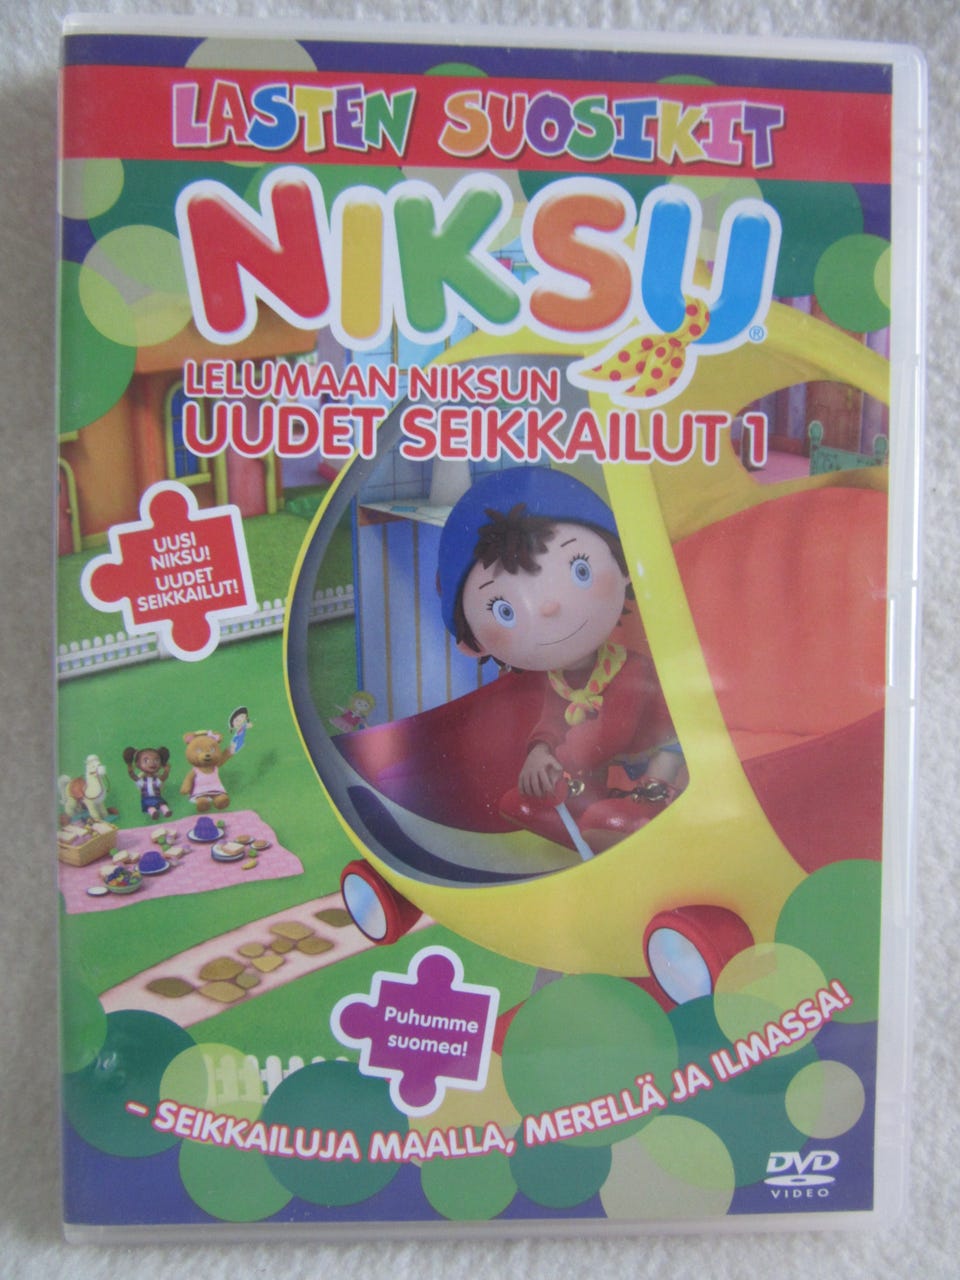 LASTEN SUOSIKIT
NIKSU®
LELUMAAN NIKSUN
UUDET SEIKKAILUT 1
UUSI
NIKSU!
UUDET
SEIKKAILUT!
Puhumme
suomea!
– SEIKKAILUJA MAALLA, MERELLÄ JA ILMASSA!
DVD
VIDEO